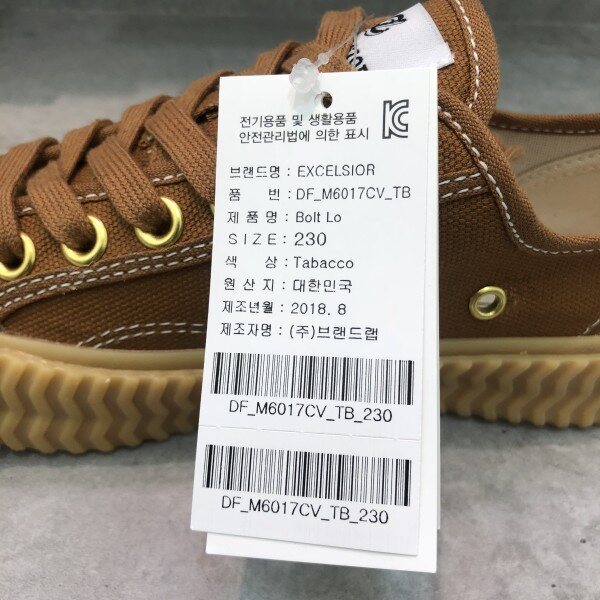 전기용품 및 생활용품
안전관리법에 의한 표시
브랜드명 : EXCELSIOR
품 빈 : DF_M6017CV_TB
제 품 명 : Bolt Lo
SIZE : 230
색 상 : Tabacco
원 산 지 : 대한민국
제조년월 : 2018. 8
제조자명 : (주)브랜드랩
DF_M6017CV_TB_230
DF_M6017CV_TB_230